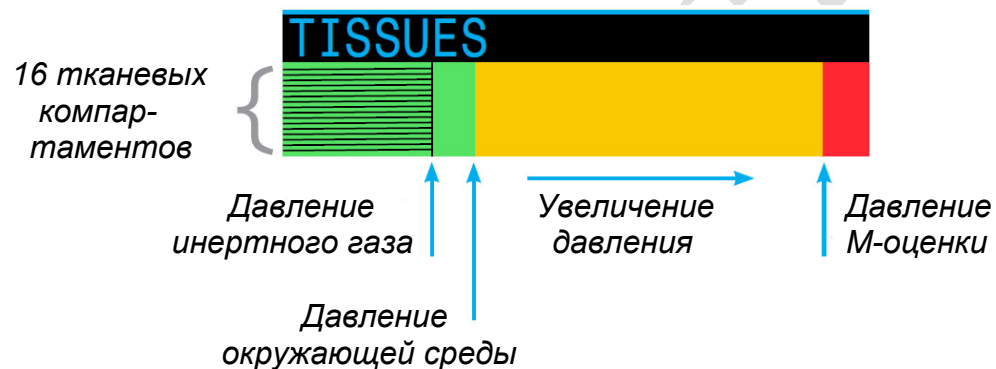 TISSUES
16 тканевых
компар-
таментов
Давление
инертного газа
Увеличение
давления
Давление
М-оценки
Давление
окружающей среды